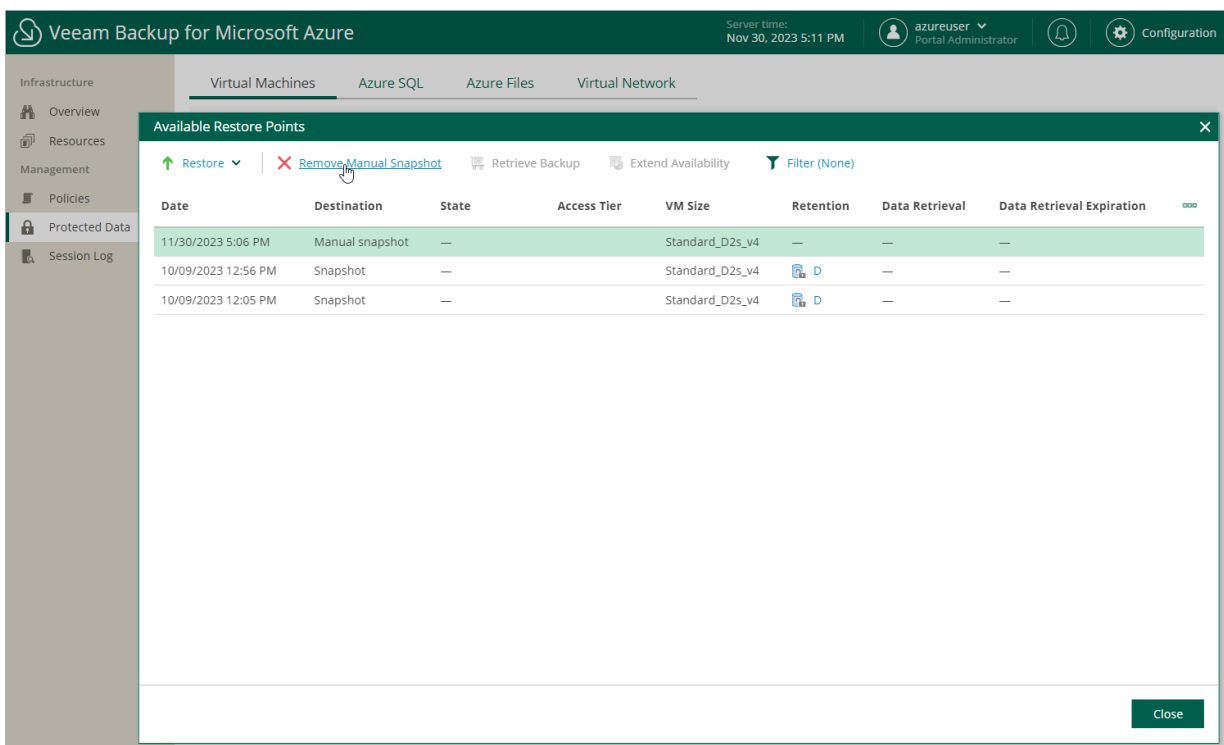 Veeam Backup for Microsoft Azure
Server time:
Nov 30, 2023 5:11 PM
azureuser
Portal Administrator
Configuration
Infrastructure
Overview
Resources
Management
Policies
Protected Data
Session Log
Virtual Machines Azure SQL Azure Files Virtual Network
Available Restore Points
Restore Remove Manual Snapshot Retrieve Backup Extend Availability Filter (None)
Date Destination State Access Tier VM Size Retention Data Retrieval Data Retrieval Expiration
11/30/2023 5:06 PM Manual snapshot — Standard_D2s_v4 — — —
10/09/2023 12:56 PM Snapshot — Standard_D2s_v4 D — —
10/09/2023 12:05 PM Snapshot — Standard_D2s_v4 D — —
Close